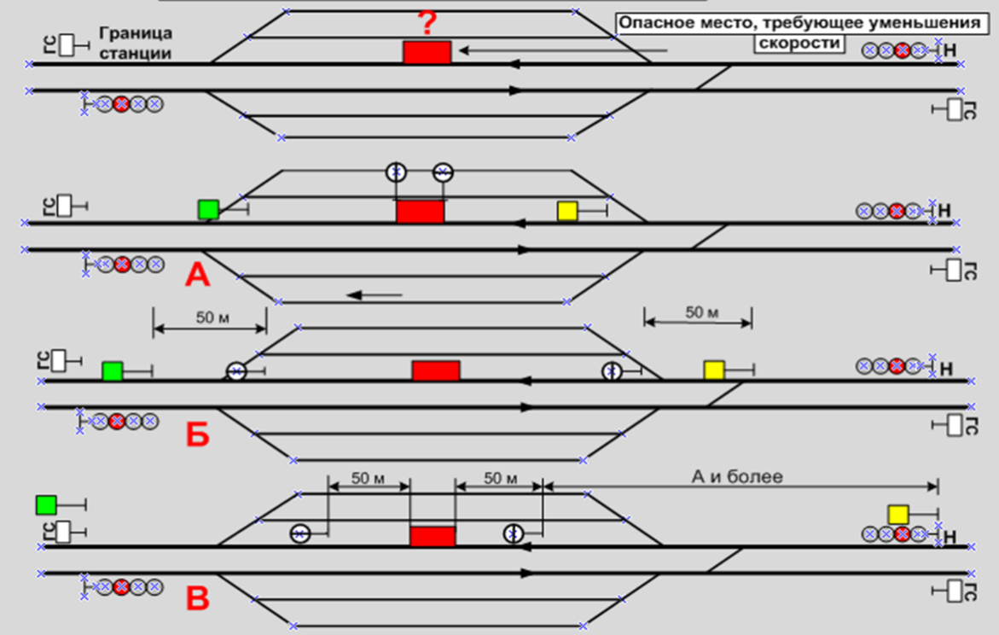 ?
Опасное место, требующее уменьшения
скорости
ГС
Граница
станции
Н
ГС
ГС
Н
А
ГС
50 м
50 м
ГС
Н
Б
ГС
50 м
50 м
А и более
ГС
Н
В
ГС